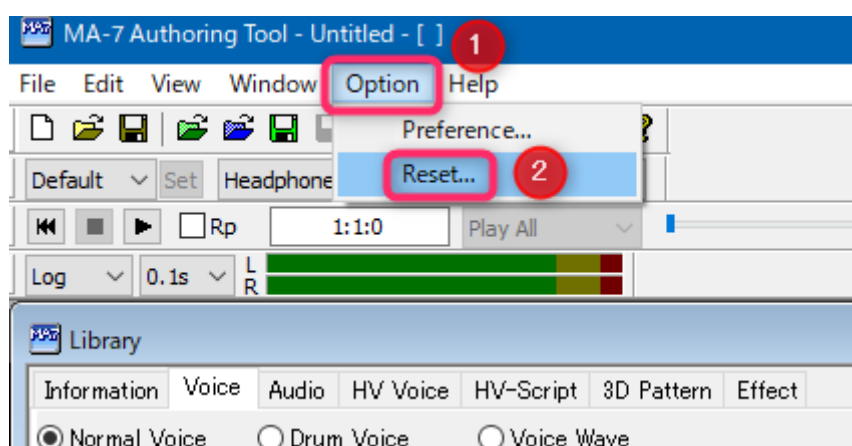 MA-7 Authoring Tool - Untitled - [ ]
1
File Edit View Window Option Help
Preference...
Default Set Headphone
Reset...
2
Rp 1:1:0 Play All
Log 0.1s L
R
Library
Information Voice Audio HV Voice HV-Script 3D Pattern Effect
Normal Voice Drum Voice Voice Wave